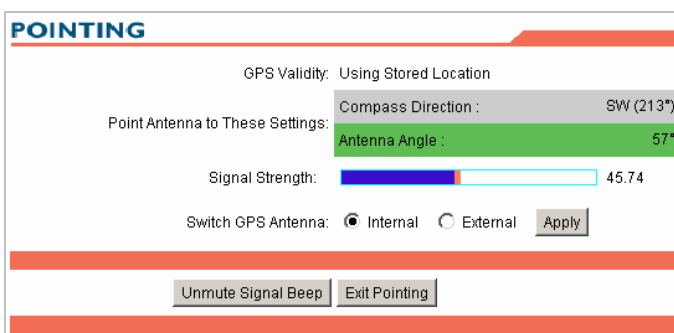 POINTING
GPS Validity: Using Stored Location
Point Antenna to These Settings:
Compass Direction : SW (213°)
Antenna Angle : 57°
Signal Strength: 45.74
Switch GPS Antenna: Internal External Apply
Unmute Signal Beep Exit Pointing